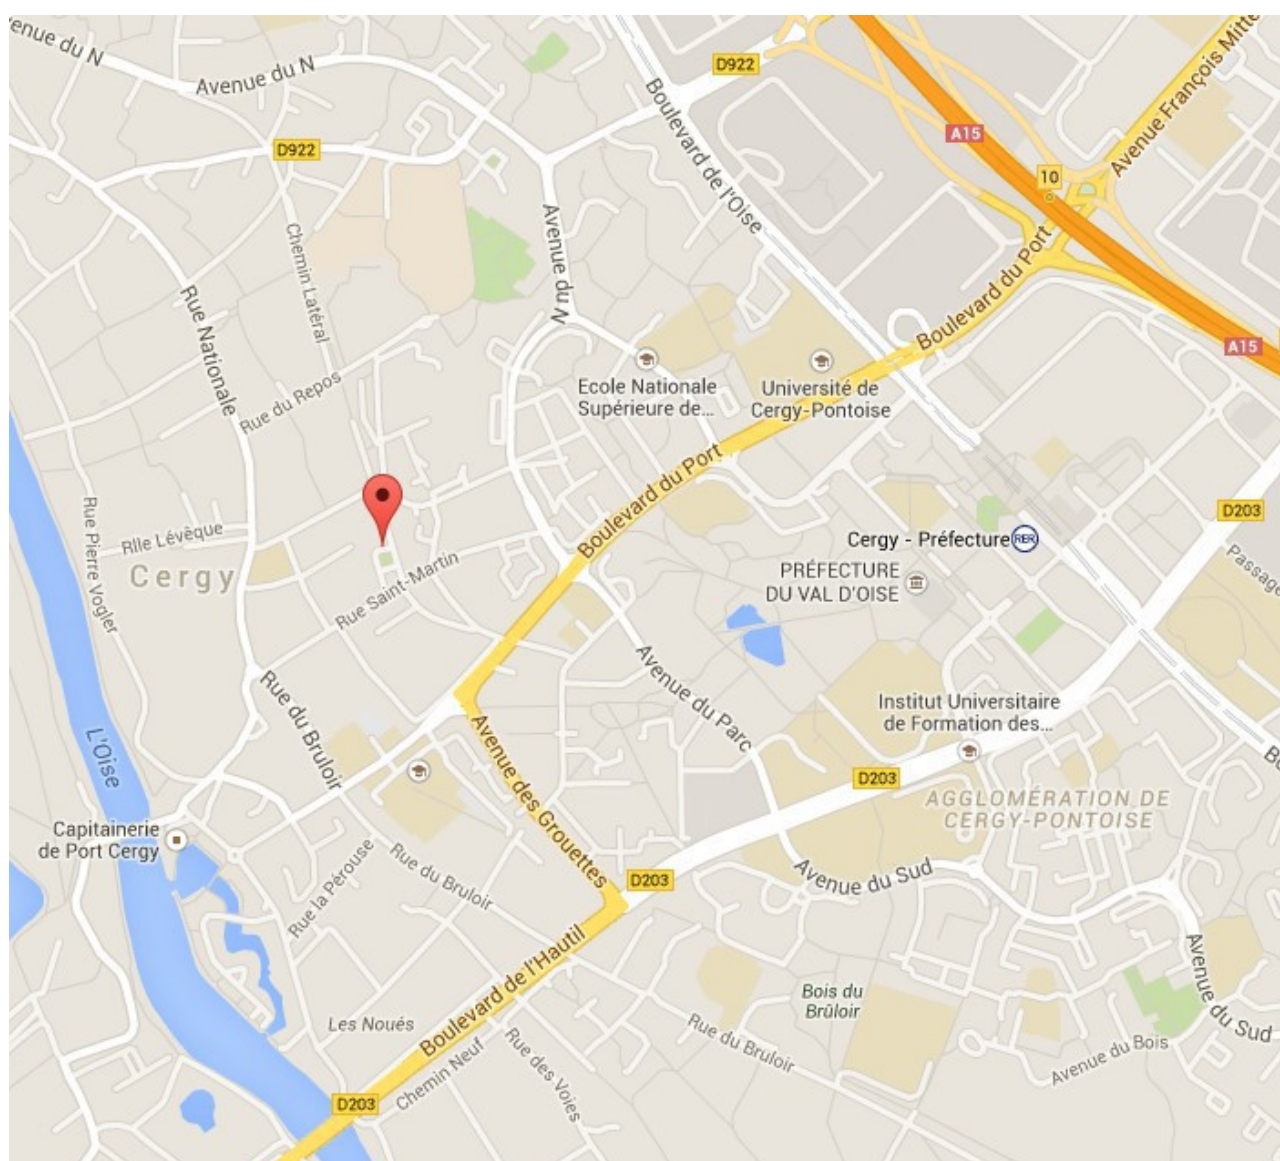 enue du N
Avenue du N
D922
D922
Boulevard de l'Oise
A15
10
Avenue François Mitte
Avenue du N
Chemin Latéral
Rue Nationale
Boulevard du Port
A15
Rue du Repos
Ecole Nationale
Supérieure de...
Université de
Cergy-Pontoise
Boulevard du Port
D203
Rue Pierre Vogler
Rlle Lévêque
Cergy
Rue Saint-Martin
Cergy - Préfecture
RER
PRÉFECTURE
DU VAL D'OISE
Passage
Avenue du Parc
Rue du Bruloir
L'Oise
Institut Universitaire
de Formation des...
Avenue des Grouettes
D203
AGGLOMÉRATION DE
CERGY-PONTOISE
Bo
Capitainerie
de Port Cergy
Rue la Pérouse
Rue du Bruloir
D203
Avenue du Sud
Boulevard de l'Hautil
Avenue du Sud
Bois du
Brûloir
Les Noués
Chemin Neuf
Rue des Voies
Rue du Bruloir
Avenue du Bois
D203